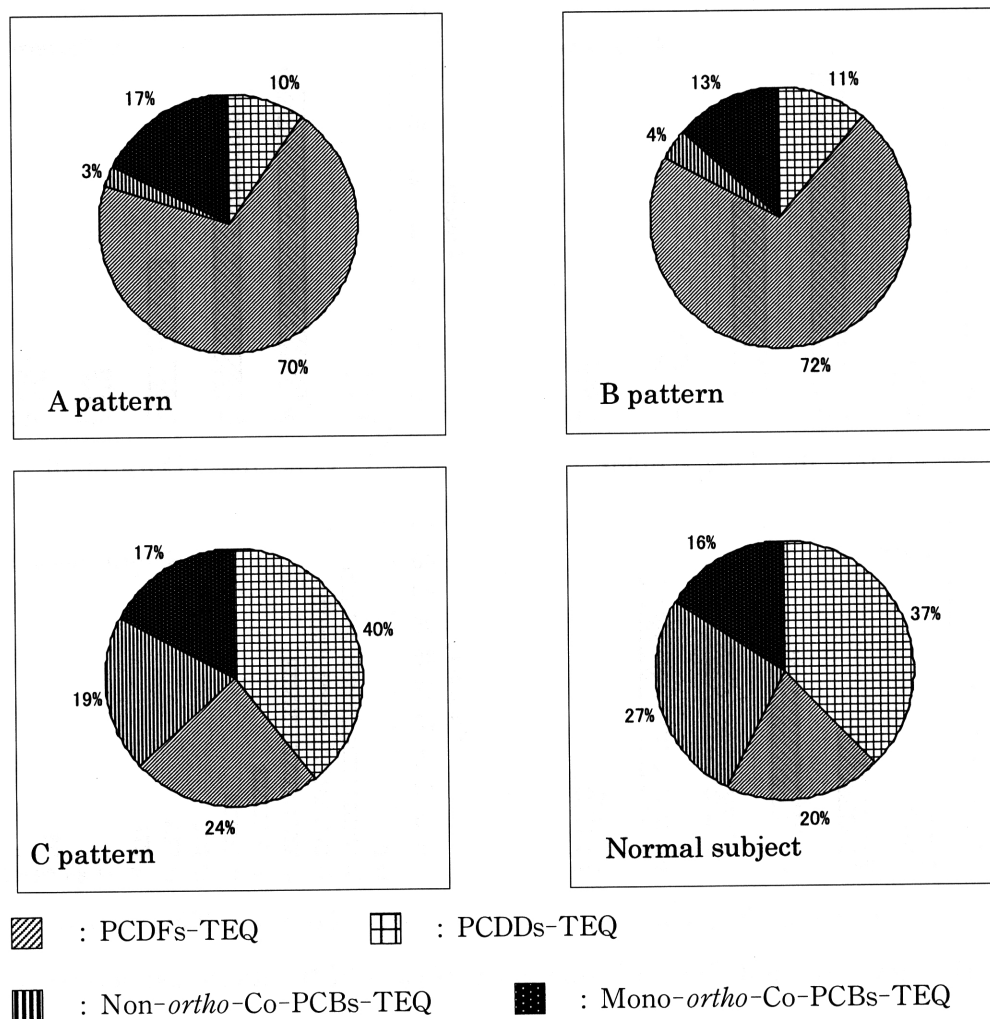 17%
10%
3%
70%
A pattern
13%
11%
4%
72%
B pattern
17%
40%
19%
24%
C pattern
16%
37%
27%
20%
Normal subject
: PCDFs-TEQ
: PCDDs-TEQ
: Non-ortho-Co-PCBs-TEQ
: Mono-ortho-Co-PCBs-TEQ